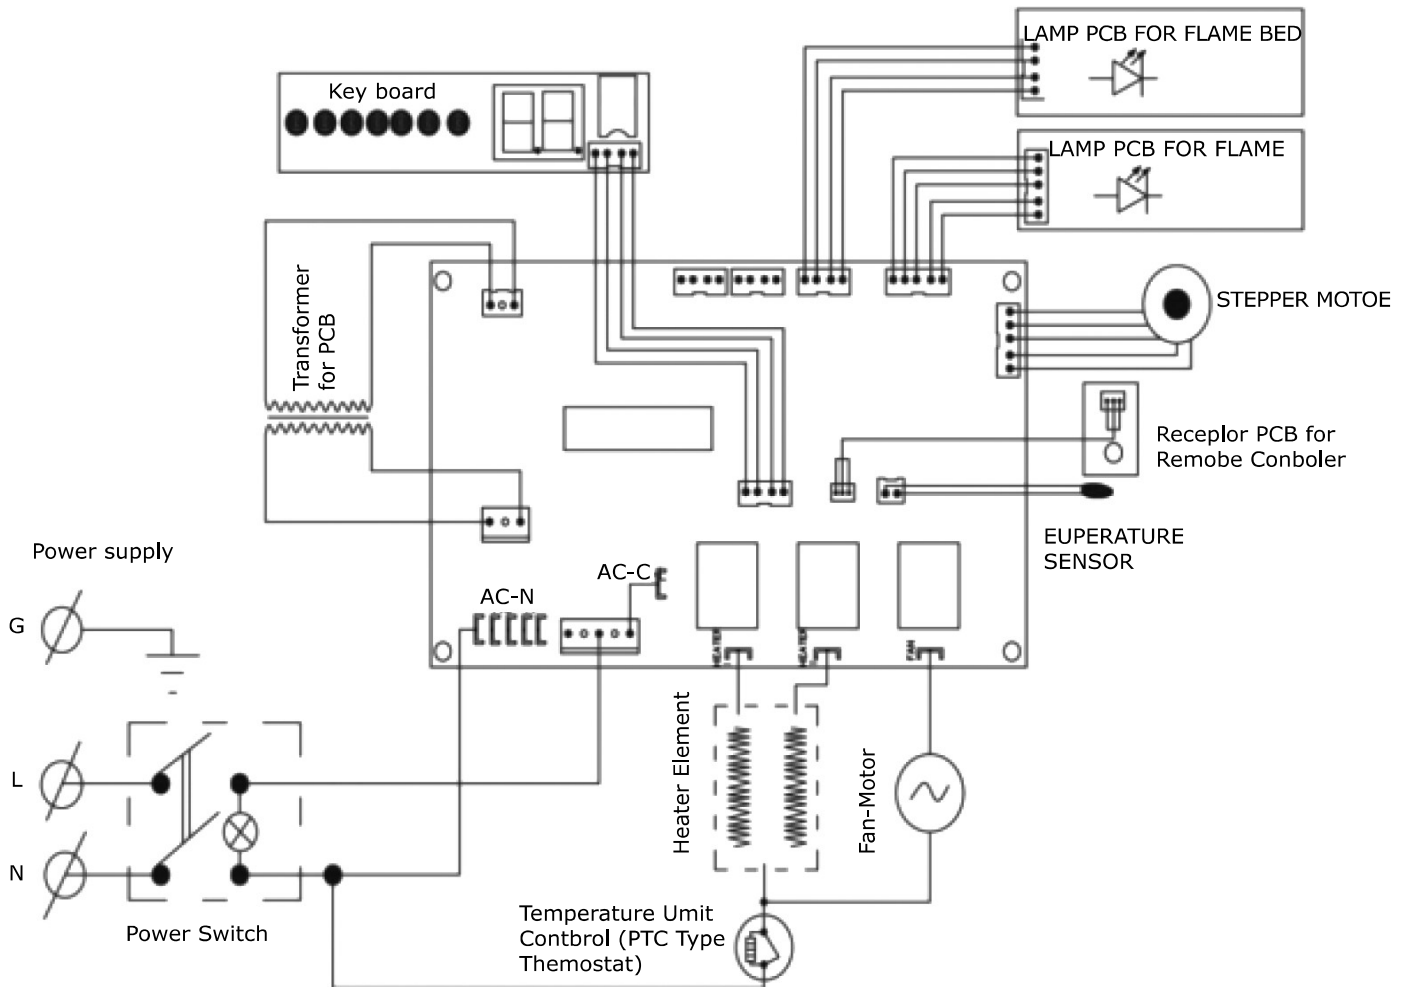 LAMP PCB FOR FLAME BED
Key board
LAMP PCB FOR FLAME
Transformer
for PCB
STEPPER MOTOE
Receplor PCB for
Remobe Conboler
EUPERATURE
SENSOR
Power supply
AC-C
AC-N
G
HEATER
HEATER
FAN
L
Heater Element
Fan-Motor
N
Power Switch
Temperature Umit
Contbrol (PTC Type
Themostat)